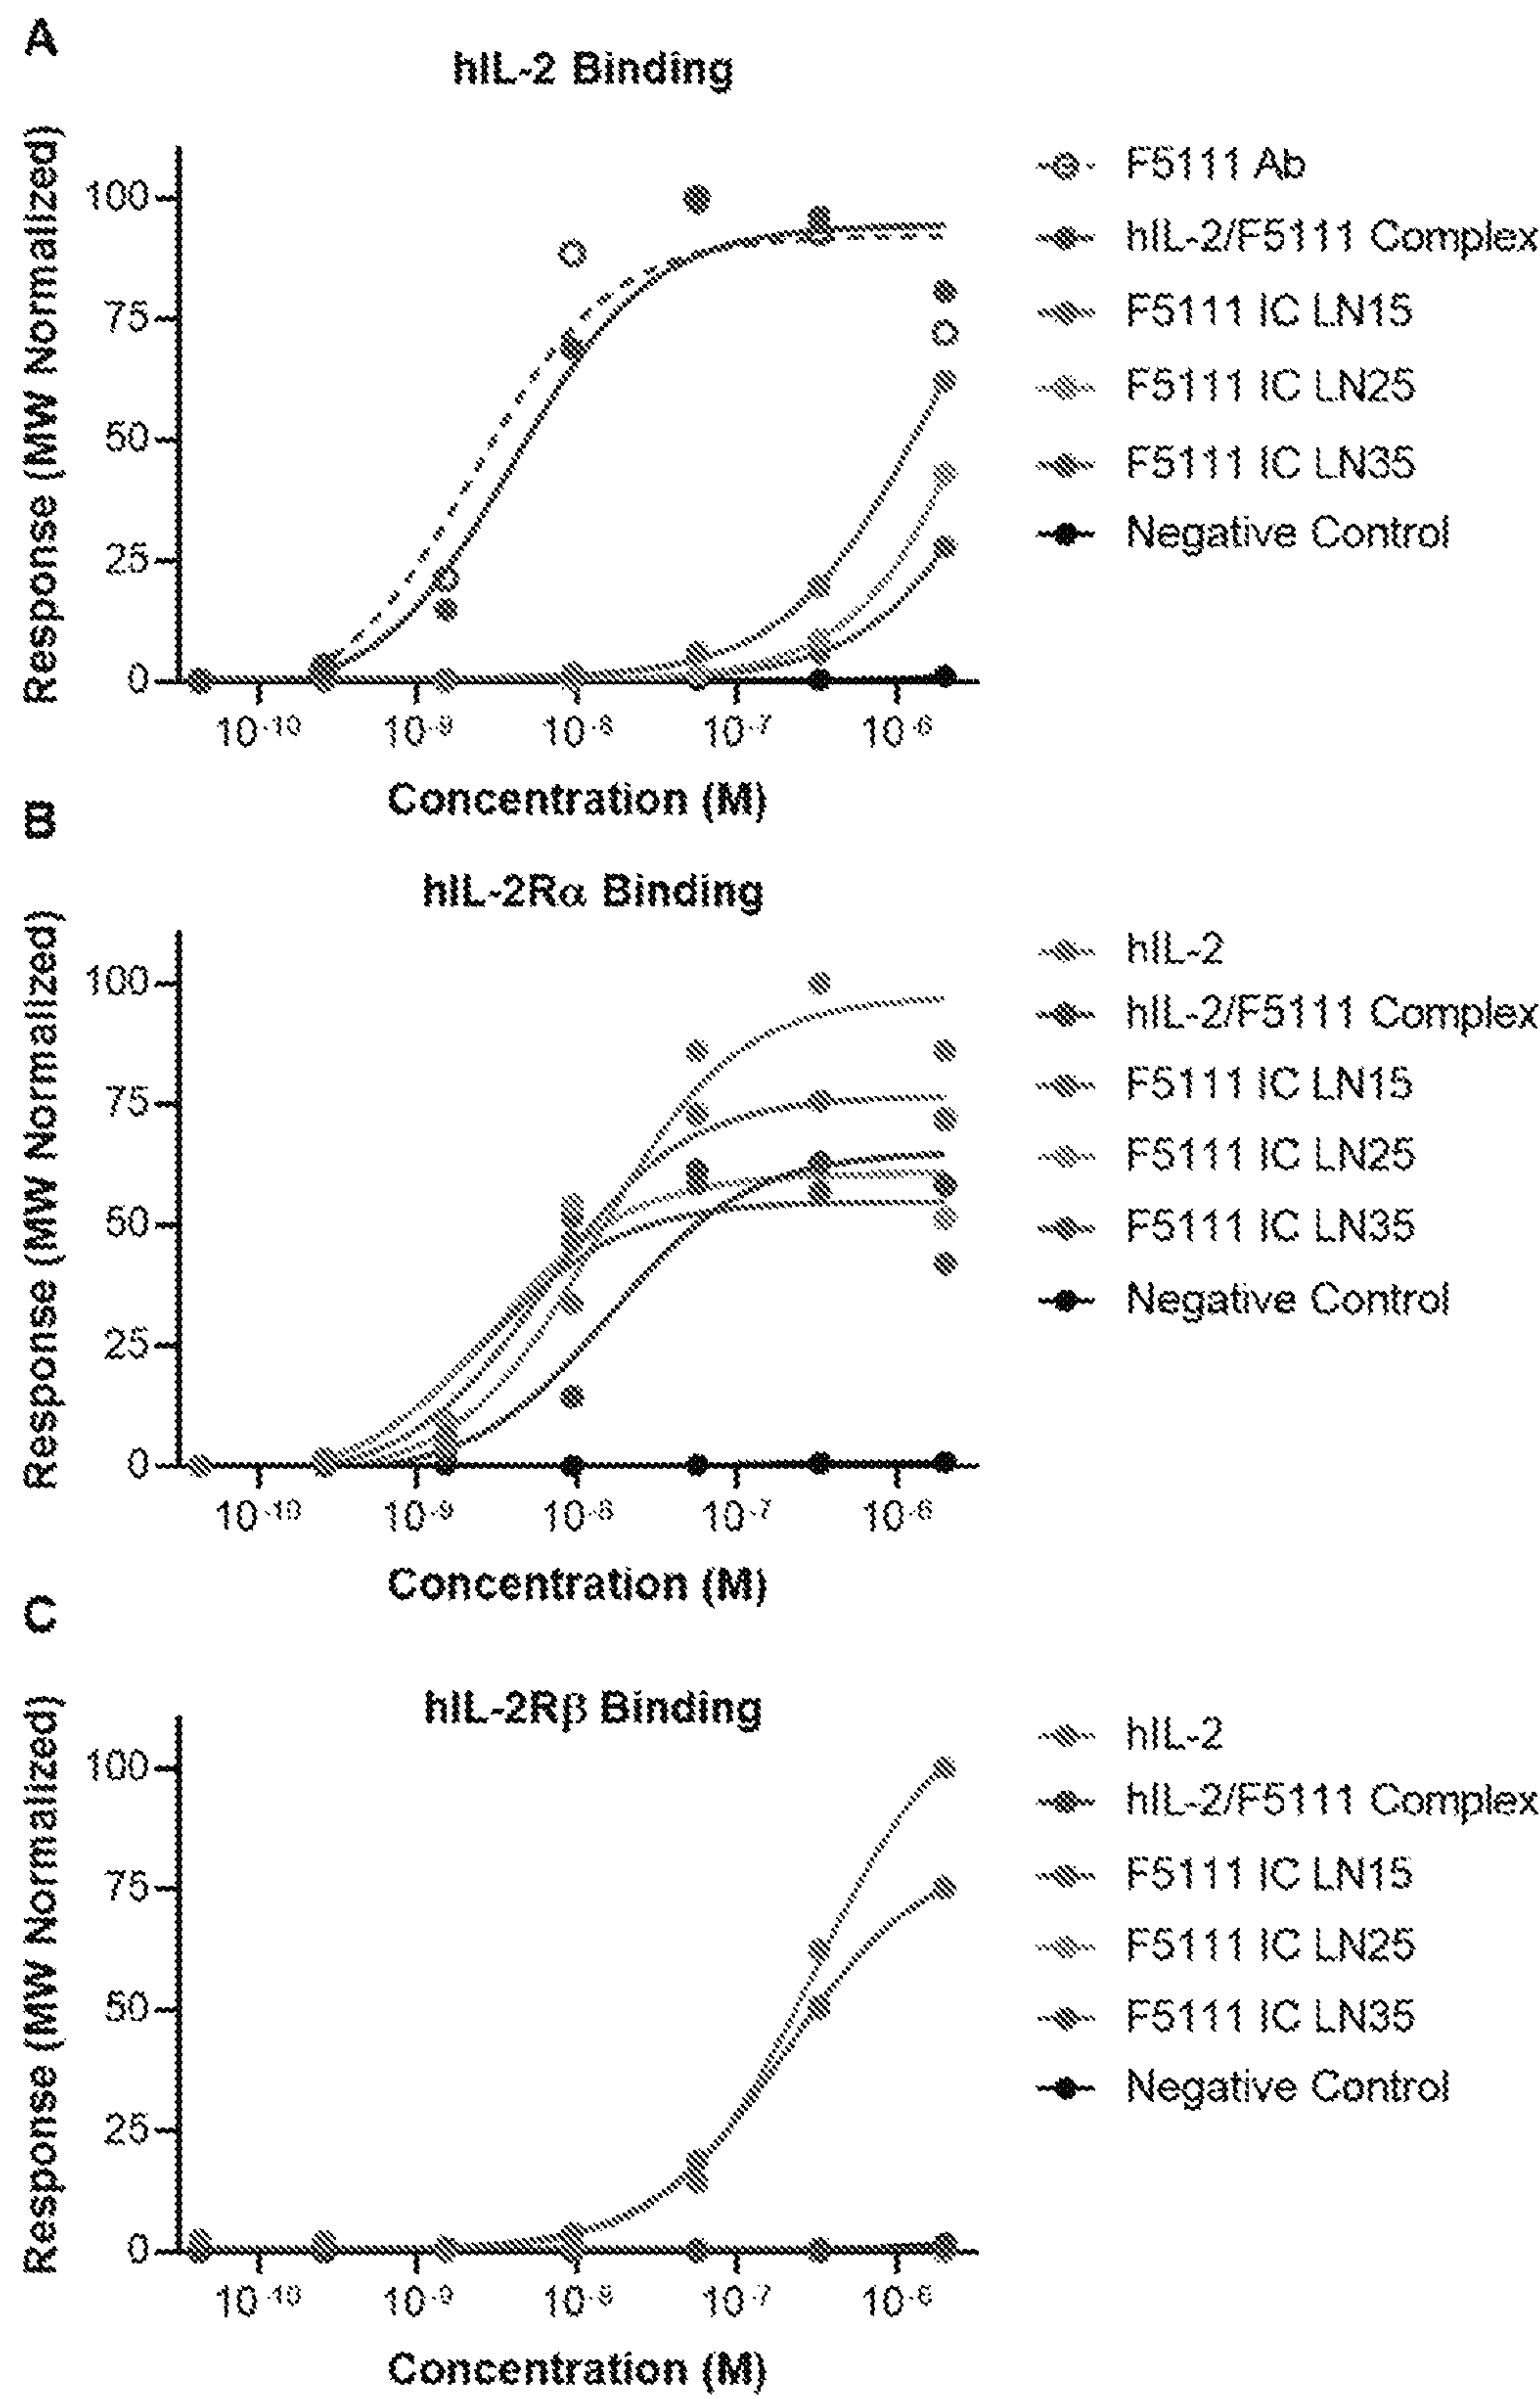 A
hIL-2 Binding
Response (MW Normalized)
100
75
50
25
0
10-10
10-9
10-8
10-7
10-6
Concentration (M)
F5111 Ab
hIL-2/F5111 Complex
F5111 IC LN15
F5111 IC LN25
F5111 IC LN35
Negative Control
B
hIL-2Rα Binding
Response (MW Normalized)
100
75
50
25
0
10-10
10-9
10-8
10-7
10-6
Concentration (M)
hIL-2
hIL-2/F5111 Complex
F5111 IC LN15
F5111 IC LN25
F5111 IC LN35
Negative Control
C
hIL-2Rβ Binding
Response (MW Normalized)
100
75
50
25
0
10-10
10-9
10-8
10-7
10-6
Concentration (M)
hIL-2
hIL-2/F5111 Complex
F5111 IC LN15
F5111 IC LN25
F5111 IC LN35
Negative Control